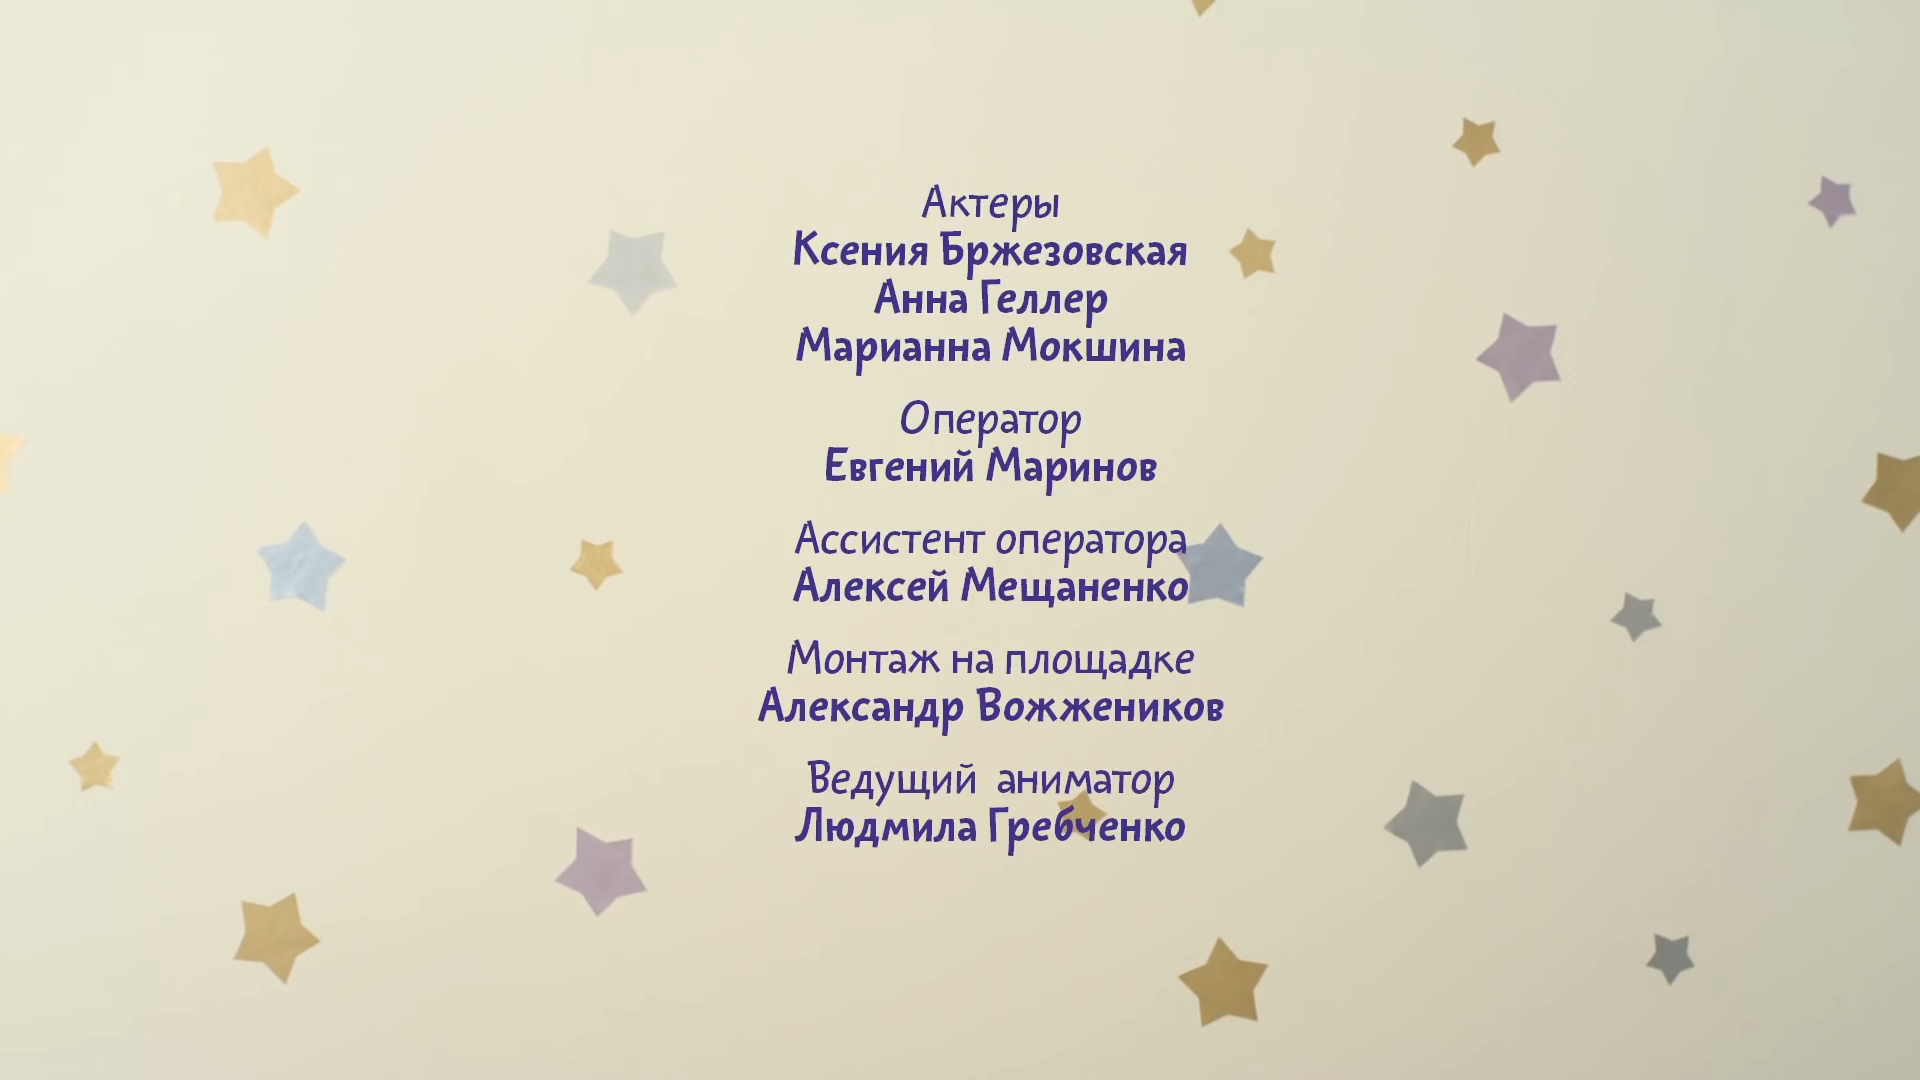 Актеры
Ксения Бржезовская
Анна Геллер
Марианна Мокшина
Оператор
Евгений Маринов
Ассистент оператора
Алексей Мещаненко
Монтаж на площадке
Александр Вожжеников
Ведущий аниматор
Людмила Гребченко